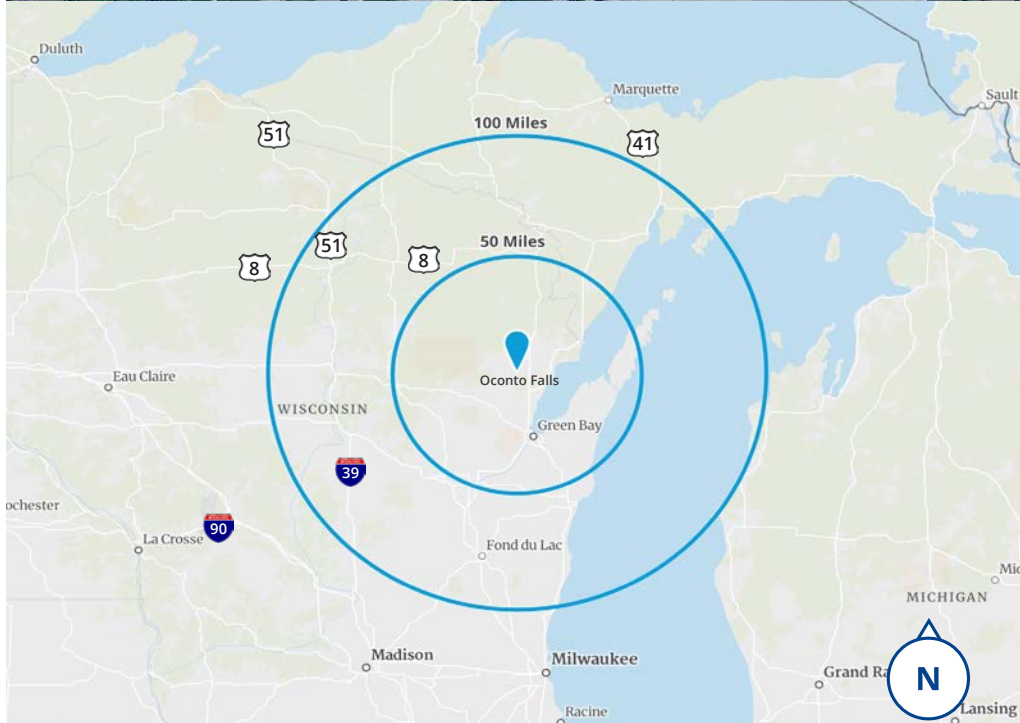 Duluth
Marquette
Sault
100 Miles
51
41
50 Miles
51
8
8
Oconto Falls
Eau Claire
WISCONSIN
Green Bay
39
ochester
90
La Crosse
Fond du Lac
Mic
MICHIGAN
Madison
Milwaukee
Grand Ra
N
Racine
Lansing